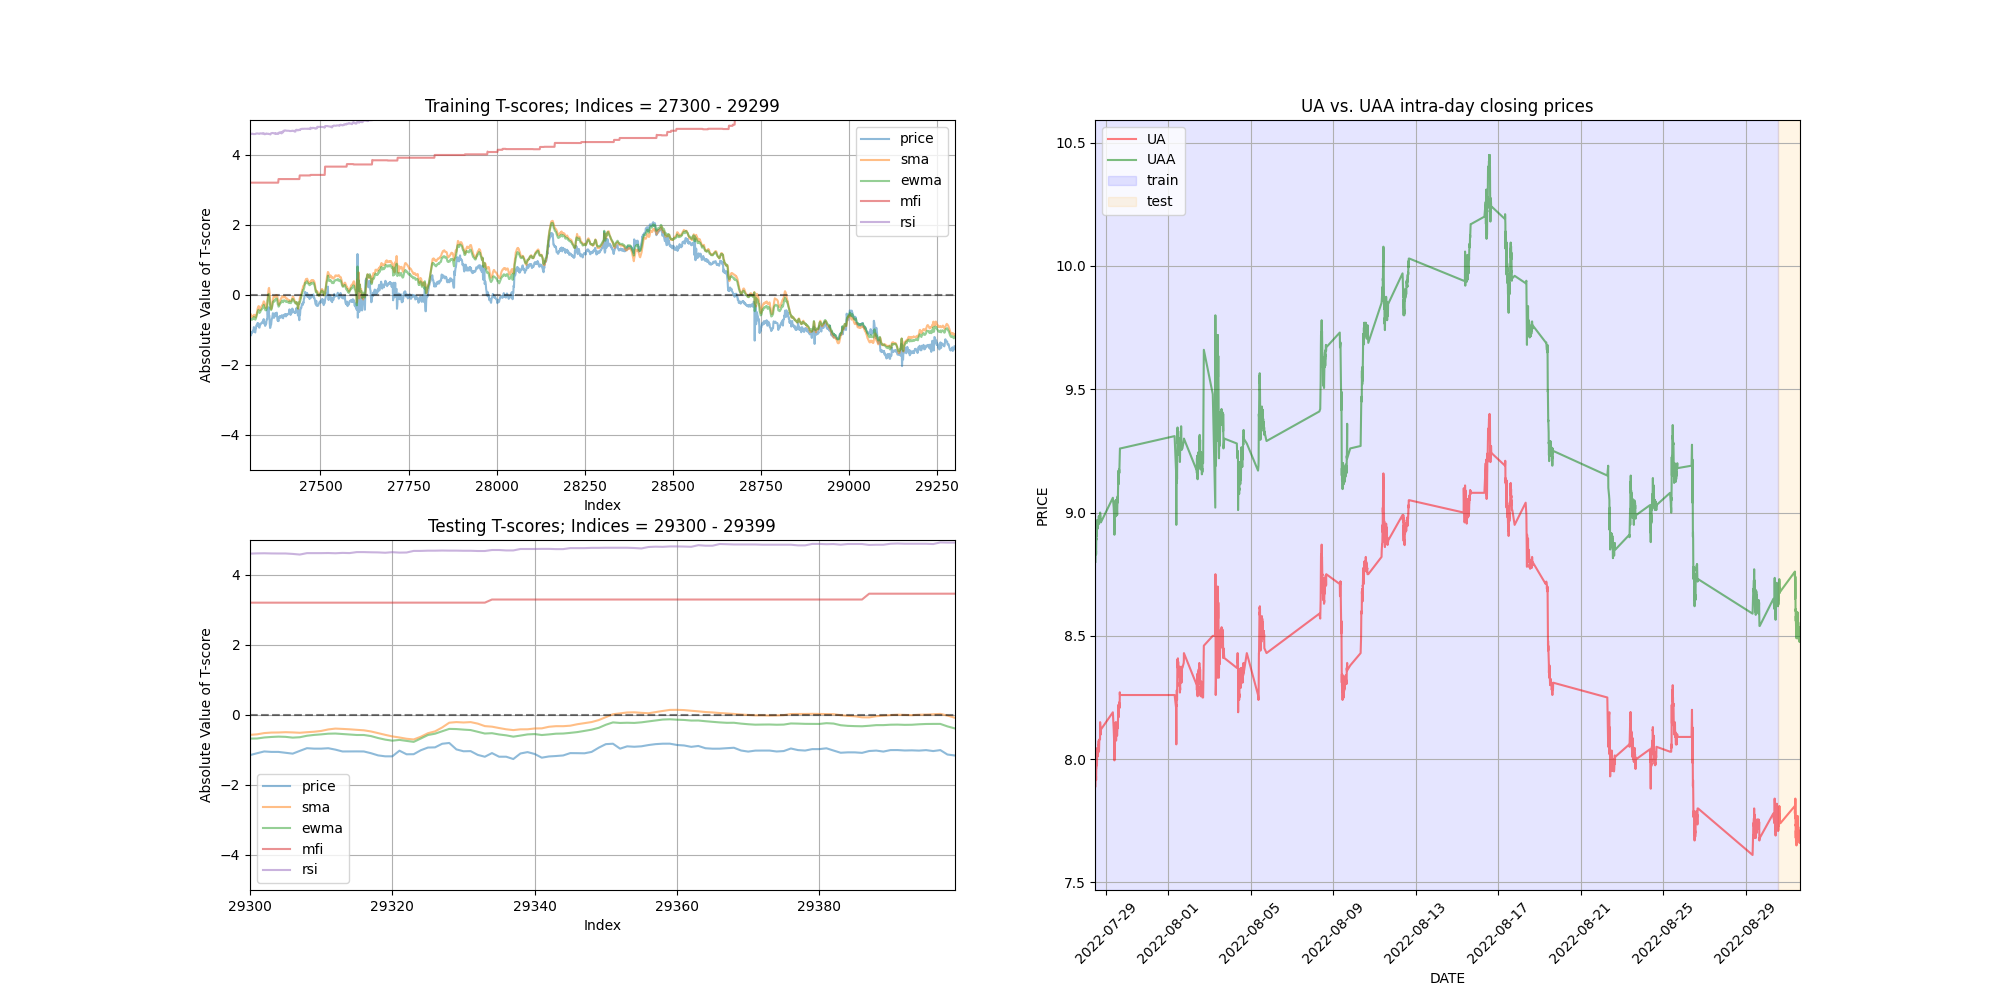 Training T-scores; Indices = 27300 - 29299
Absolute Value of T-score
4
2
0
−2
−4
price
sma
ewma
mfi
rsi
27500 27750 28000 28250 28500 28750 29000 29250
Index
Testing T-scores; Indices = 29300 - 29399
Absolute Value of T-score
4
2
0
−2
−4
price
sma
ewma
mfi
rsi
29300 29320 29340 29360 29380
Index
UA vs. UAA intra-day closing prices
PRICE
10.5
10.0
9.5
9.0
8.5
8.0
7.5
UA
UAA
train
test
2022-07-29 2022-08-01 2022-08-05 2022-08-09 2022-08-13 2022-08-17 2022-08-21 2022-08-25 2022-08-29
DATE